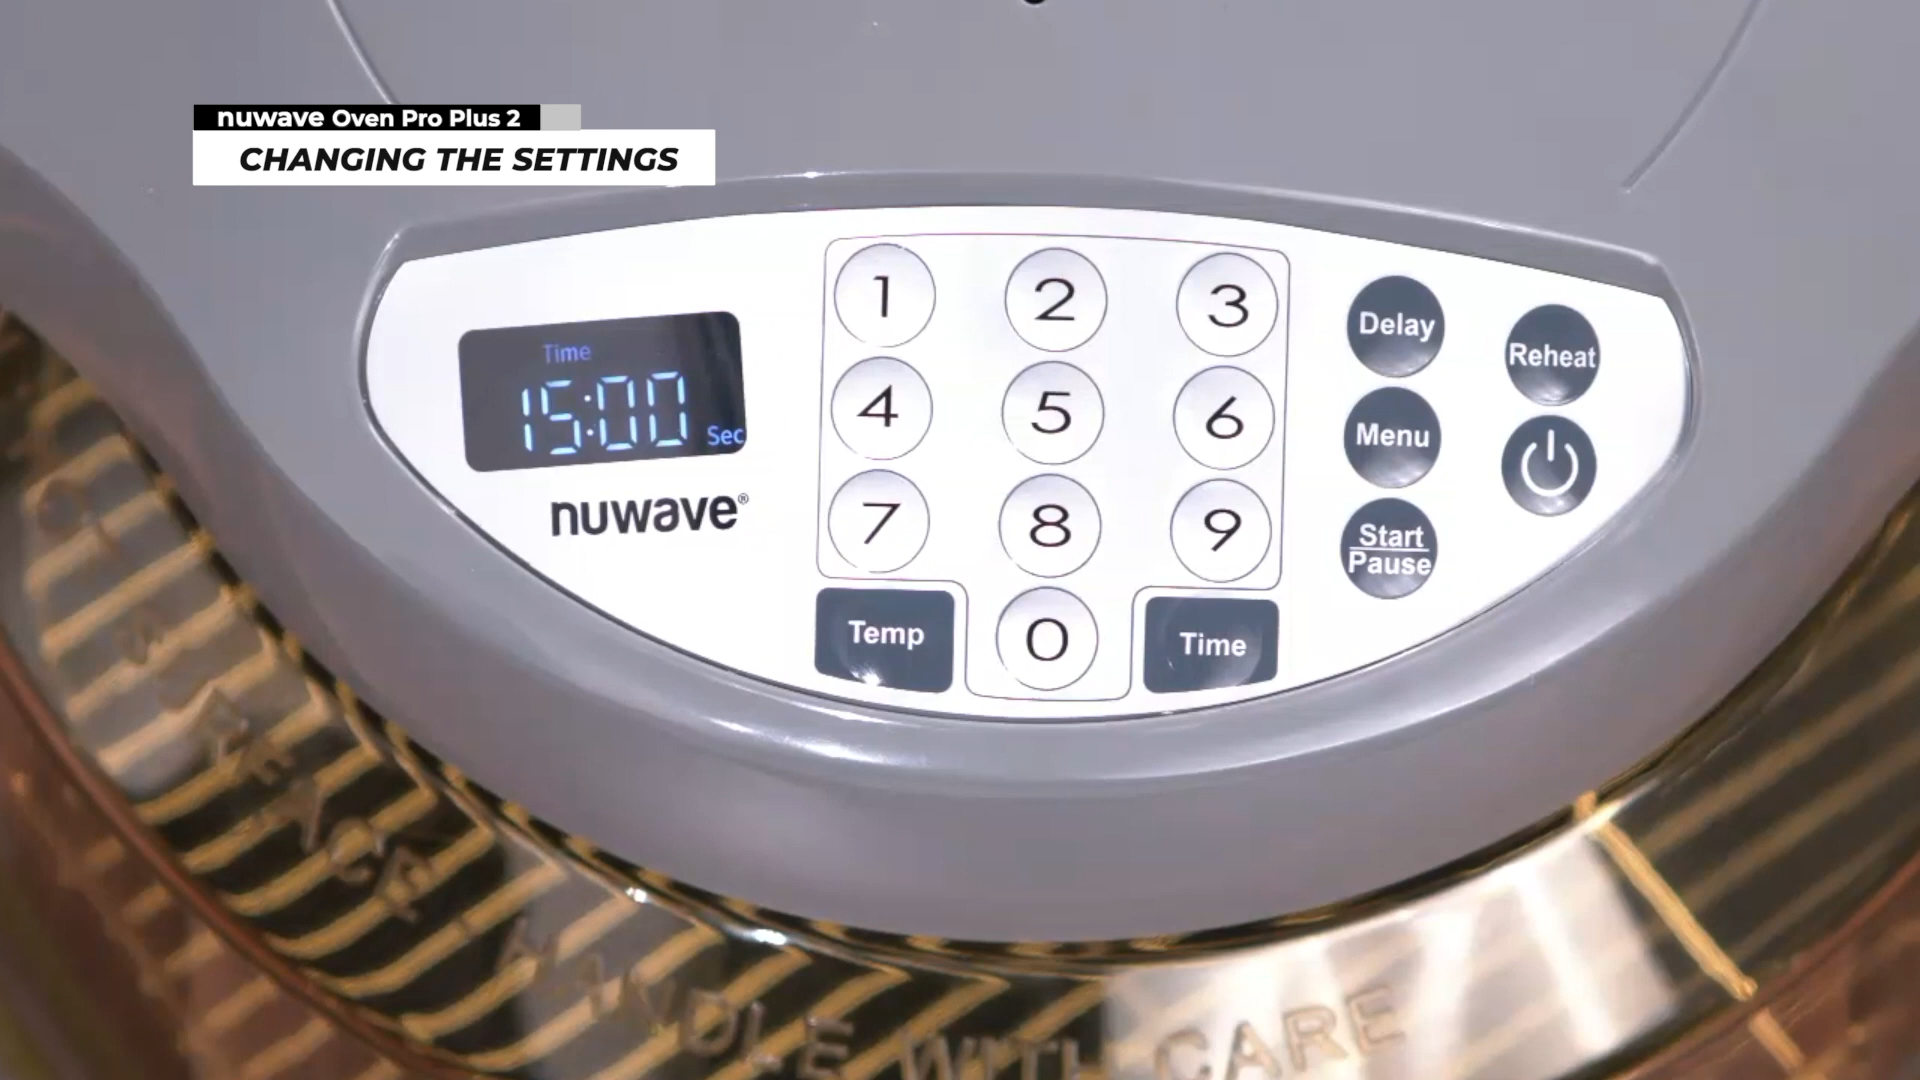 nuwave Oven Pro Plus 2
CHANGING THE SETTINGS
Time
15:00
Sec
nuwave®
1 2 3
4 5 6
7 8 9
0
Temp
Time
Delay
Menu
Start
Pause
Reheat
HANDLE WITH CARE